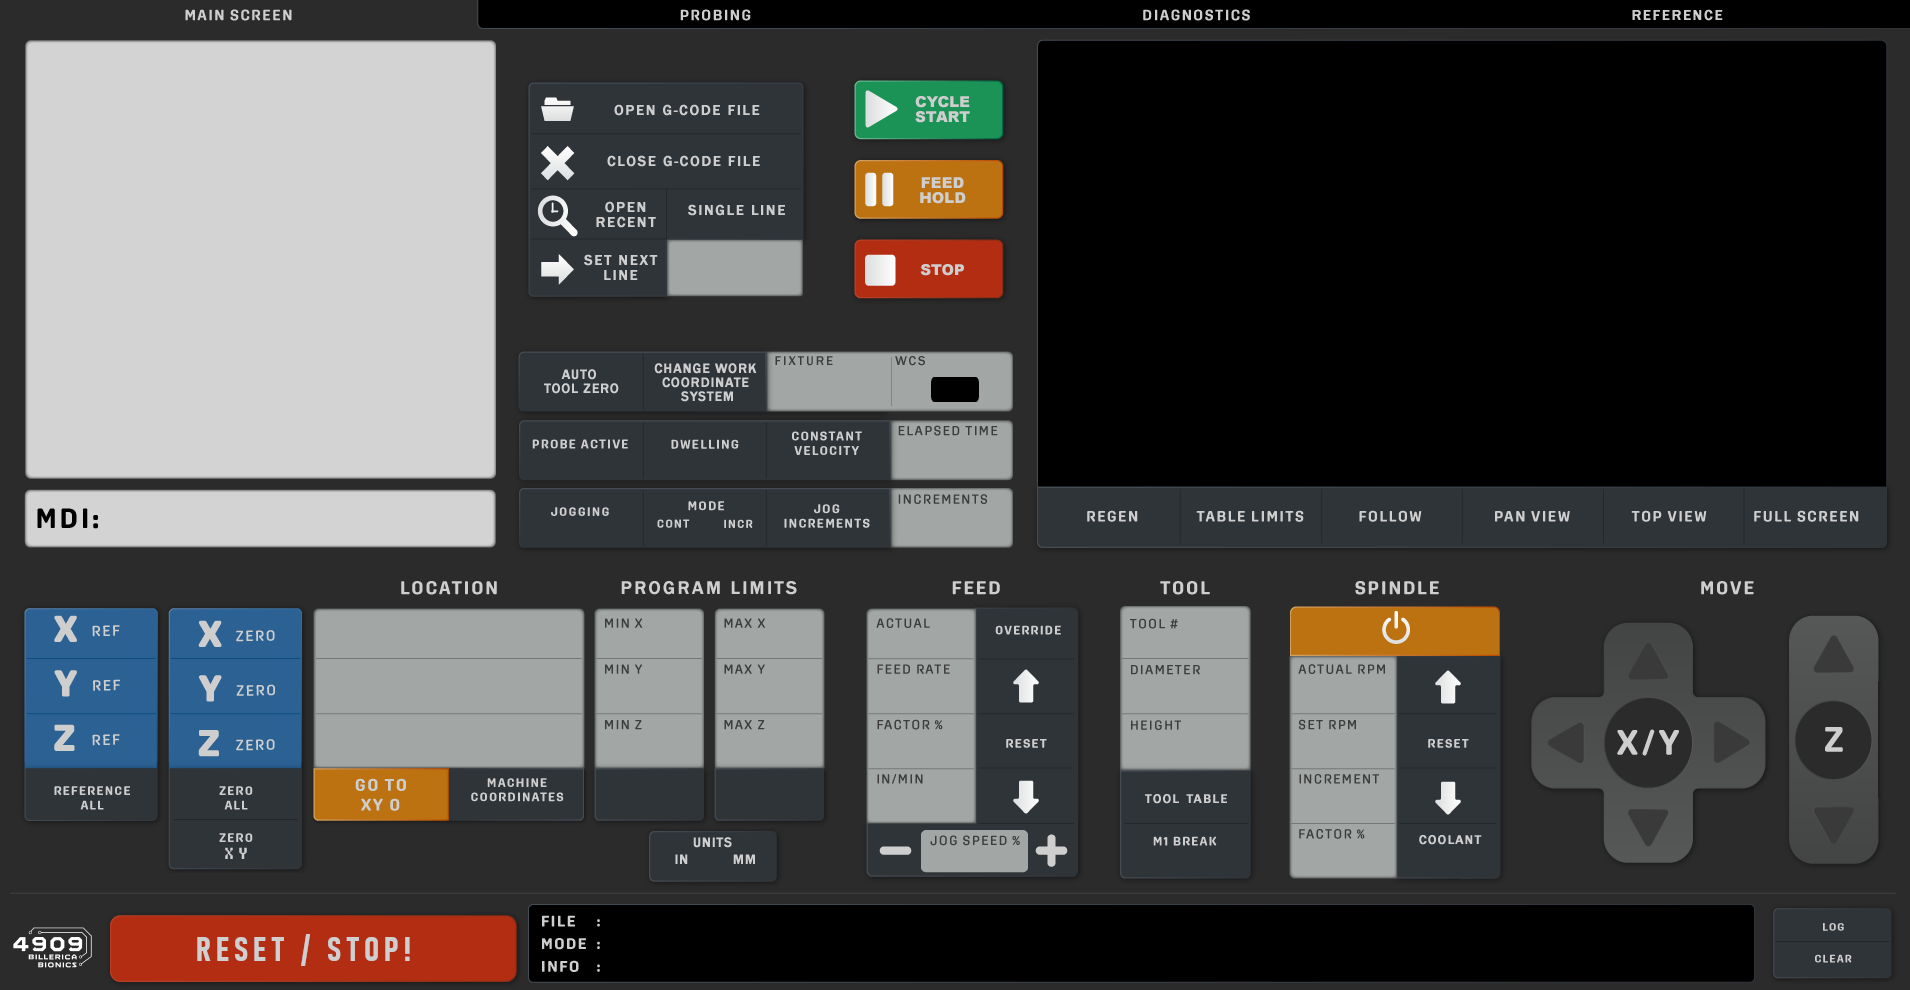 MAIN SCREEN
PROBING
DIAGNOSTICS
REFERENCE
OPEN G-CODE FILE
CLOSE G-CODE FILE
OPEN
RECENT
SINGLE LINE
SET NEXT
LINE
CYCLE
START
FEED
HOLD
STOP
AUTO
TOOL ZERO
CHANGE WORK
COORDINATE
SYSTEM
FIXTURE
WCS
PROBE ACTIVE
DWELLING
CONSTANT
VELOCITY
ELAPSED TIME
JOGGING
MODE
CONT INCR
JOG
INCREMENTS
INCREMENTS
MDI:
REGEN
TABLE LIMITS
FOLLOW
PAN VIEW
TOP VIEW
FULL SCREEN
LOCATION
PROGRAM LIMITS
FEED
TOOL
SPINDLE
MOVE
X REF
Y REF
Z REF
REFERENCE
ALL
X ZERO
Y ZERO
Z ZERO
ZERO
ALL
ZERO
X Y
GO TO
XY 0
MACHINE
COORDINATES
MIN X
MIN Y
MIN Z
MAX X
MAX Y
MAX Z
UNITS
IN MM
ACTUAL
FEED RATE
FACTOR %
IN/MIN
OVERRIDE
RESET
JOG SPEED %
TOOL #
DIAMETER
HEIGHT
TOOL TABLE
M1 BREAK
ACTUAL RPM
SET RPM
INCREMENT
FACTOR %
RESET
COOLANT
X/Y
Z
4909
BILLERICA
BIONICS
RESET / STOP!
FILE :
MODE :
INFO :
LOG
CLEAR